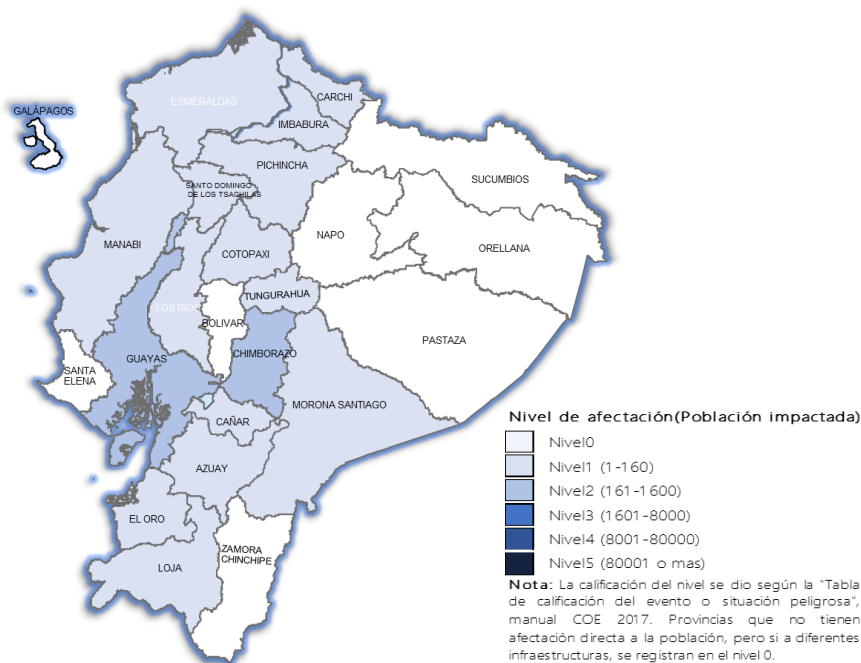 ESMERALDAS
CARCHI
GALÁPAGOS
IMBABURA
PICHINCHA
SUCUMBIOS
SANTO DOMINGO
DE LOS TSACHILAS
NAPO
MANABI
ORELLANA
COTOPAXI
TUNGURAHUA
LOS RIOS
BOLIVAR
PASTAZA
CHIMBORAZO
GUAYAS
SANTA
ELENA
MORONA SANTIAGO
CAÑAR
AZUAY
EL ORO
ZAMORA
CHINCHIPE
LOJA
Nivel de afectación(Población impactada)
Nivel0
Nivel1 (1-160)
Nivel2 (161-1600)
Nivel3 (1601-8000)
Nivel4 (8001-80000)
Nivel5 (80001 o mas)
Nota: La calificación del nivel se dio según la "Tabla
de calificación del evento o situación peligrosa",
manual COE 2017. Provincias que no tienen
afectación directa a la población, pero si a diferentes
infraestructuras, se registran en el nivel 0.